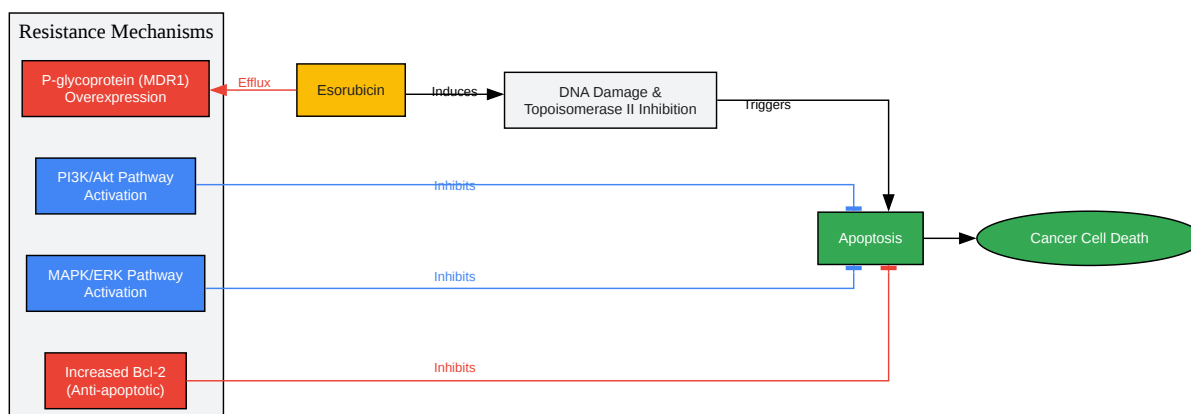 Resistance Mechanisms
P-glycoprotein (MDR1)
Overexpression
Efflux
Esorubicin
Induces
DNA Damage &
Topoisomerase II Inhibition
Triggers
PI3K/Akt Pathway
Activation
Inhibits
Apoptosis
Cancer Cell Death
MAPK/ERK Pathway
Activation
Inhibits
Increased Bcl-2
(Anti-apoptotic)
Inhibits